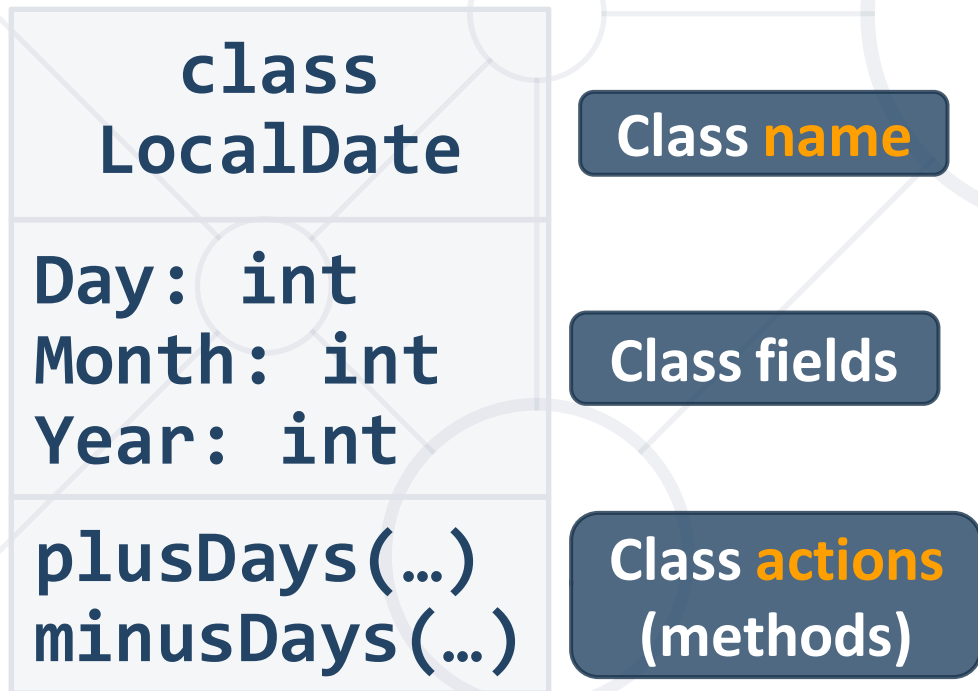 class
LocalDate
Class name
Day: int
Month: int
Year: int
Class fields
plusDays(…)
minusDays(…)
Class actions
(methods)